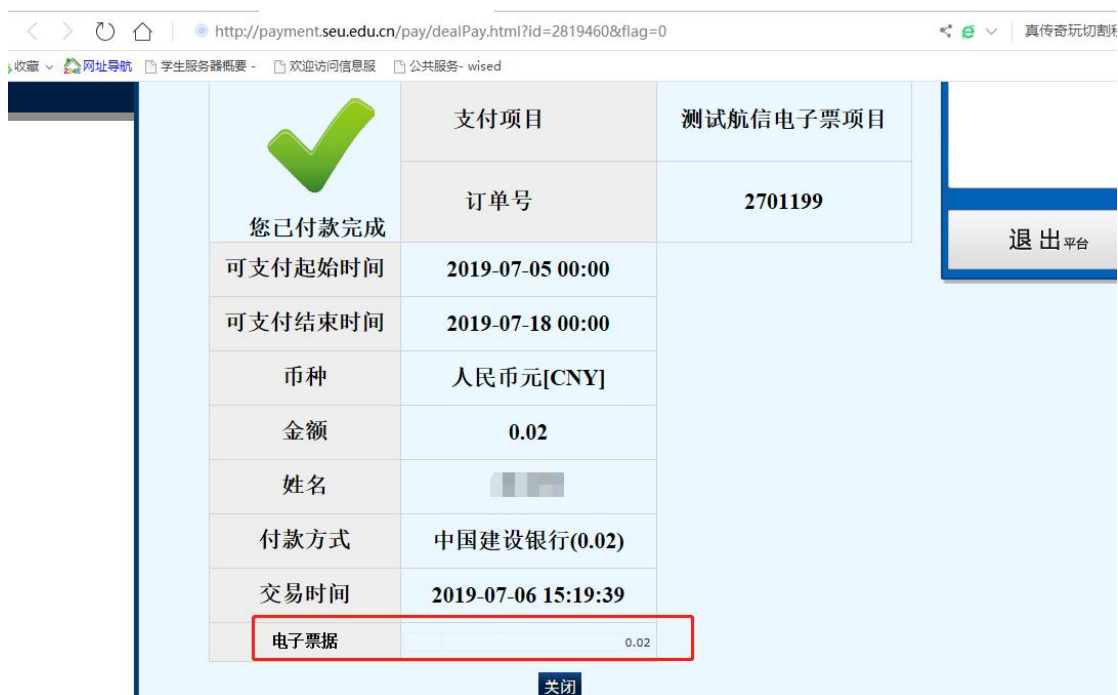 http://payment.seu.edu.cn/pay/dealPay.html?id=2819460&flag=0
真传奇玩切割
收藏 网址导航 学生服务器概要 - 欢迎访问信息服 公共服务- wised
支付项目 测试航信电子票项目
您已付款完成
订单号 2701199
退出平台
可支付起始时间 2019-07-05 00:00
可支付结束时间 2019-07-18 00:00
币种 人民币元[CNY]
金额 0.02
姓名
付款方式 中国建设银行(0.02)
交易时间 2019-07-06 15:19:39
电子票据 0.02
关闭